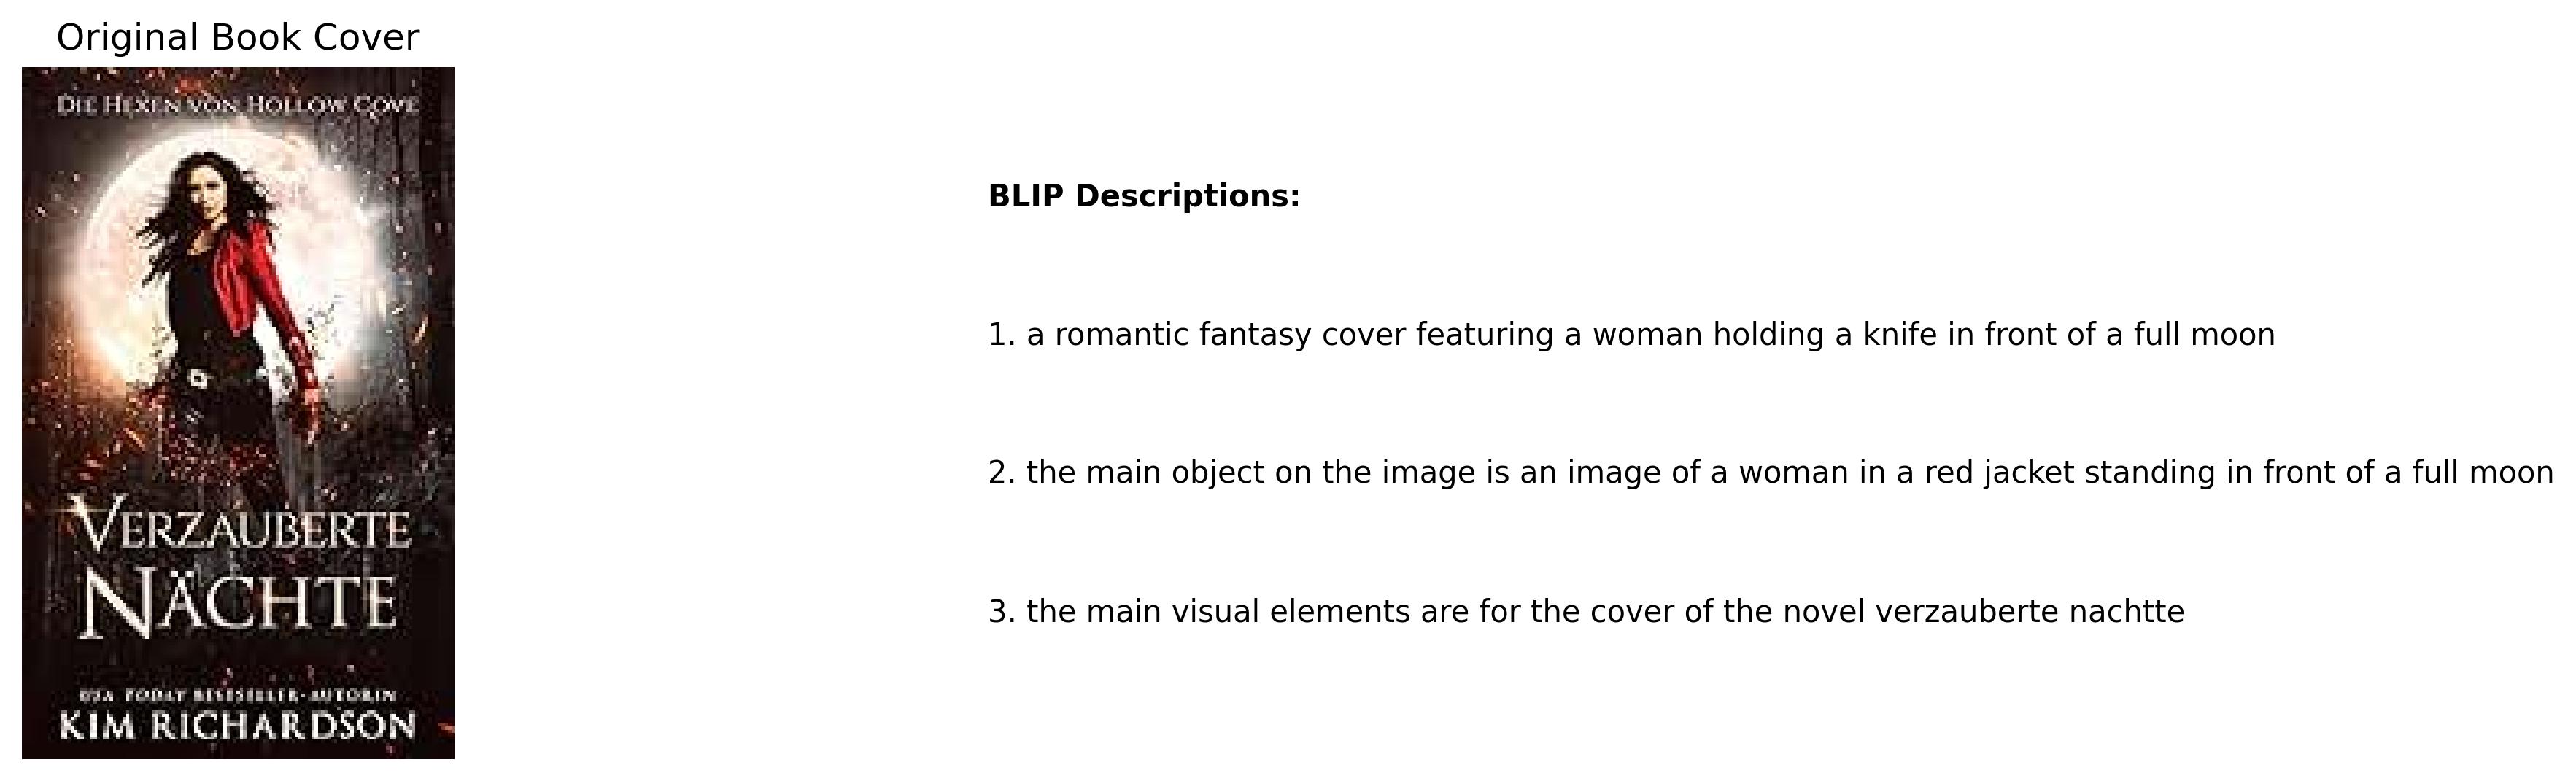 Original Book Cover
DIE HEXEN VON HOLLOW COVE
VERZAUBERTE
NÄCHTE
USA TODAY BESTSELLER-AUTORIN
KIM RICHARDSON
BLIP Descriptions:
1. a romantic fantasy cover featuring a woman holding a knife in front of a full moon
2. the main object on the image is an image of a woman in a red jacket standing in front of a full moon
3. the main visual elements are for the cover of the novel verzauberte nachtte